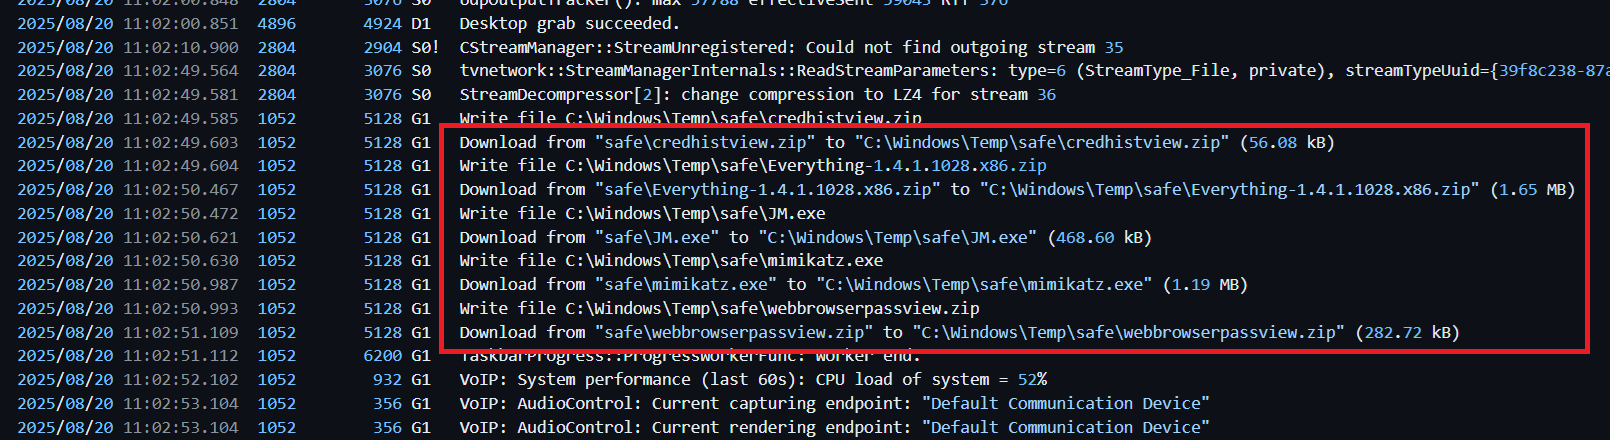 2025/08/20 11:02:00.848 2804 3076 S0 UdpOutputTracker(): max 57788 effectiveSent 59045 RTT 376
2025/08/20 11:02:00.851 4896 4924 D1 Desktop grab succeeded.
2025/08/20 11:02:10.900 2804 2904 S0! CStreamManager::StreamUnregistered: Could not find outgoing stream 35
2025/08/20 11:02:49.564 2804 3076 S0 tvnetwork::StreamManagerInternals::ReadStreamParameters: type=6 (StreamType_File, private), streamTypeUuid={39f8c238-87a
2025/08/20 11:02:49.581 2804 3076 S0 StreamDecompressor[2]: change compression to LZ4 for stream 36
2025/08/20 11:02:49.585 1052 5128 G1 Write file C:\Windows\Temp\safe\credhistview.zip
2025/08/20 11:02:49.603 1052 5128 G1 Download from "safe\credhistview.zip" to "C:\Windows\Temp\safe\credhistview.zip" (56.08 kB)
2025/08/20 11:02:49.604 1052 5128 G1 Write file C:\Windows\Temp\safe\Everything-1.4.1.1028.x86.zip
2025/08/20 11:02:50.467 1052 5128 G1 Download from "safe\Everything-1.4.1.1028.x86.zip" to "C:\Windows\Temp\safe\Everything-1.4.1.1028.x86.zip" (1.65 MB)
2025/08/20 11:02:50.472 1052 5128 G1 Write file C:\Windows\Temp\safe\JM.exe
2025/08/20 11:02:50.621 1052 5128 G1 Download from "safe\JM.exe" to "C:\Windows\Temp\safe\JM.exe" (468.60 kB)
2025/08/20 11:02:50.630 1052 5128 G1 Write file C:\Windows\Temp\safe\mimikatz.exe
2025/08/20 11:02:50.987 1052 5128 G1 Download from "safe\mimikatz.exe" to "C:\Windows\Temp\safe\mimikatz.exe" (1.19 MB)
2025/08/20 11:02:50.993 1052 5128 G1 Write file C:\Windows\Temp\safe\webbrowserpassview.zip
2025/08/20 11:02:51.109 1052 5128 G1 Download from "safe\webbrowserpassview.zip" to "C:\Windows\Temp\safe\webbrowserpassview.zip" (282.72 kB)
2025/08/20 11:02:51.112 1052 6200 G1 TaskbarProgress::ProgressWorkerFunc: Worker end.
2025/08/20 11:02:52.102 1052 932 G1 VoIP: System performance (last 60s): CPU load of system = 52%
2025/08/20 11:02:53.104 1052 356 G1 VoIP: AudioControl: Current capturing endpoint: "Default Communication Device"
2025/08/20 11:02:53.104 1052 356 G1 VoIP: AudioControl: Current rendering endpoint: "Default Communication Device"